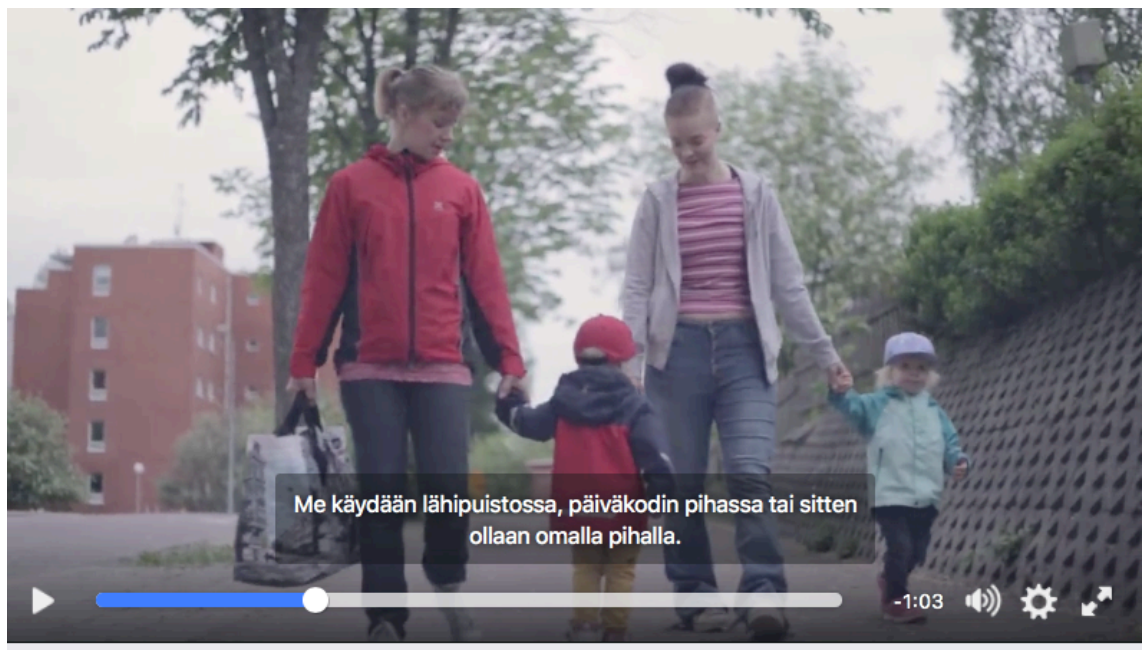 Me käydään lähipuistossa, päiväkodin pihassa tai sitten
ollaan omalla pihalla.
-1:03